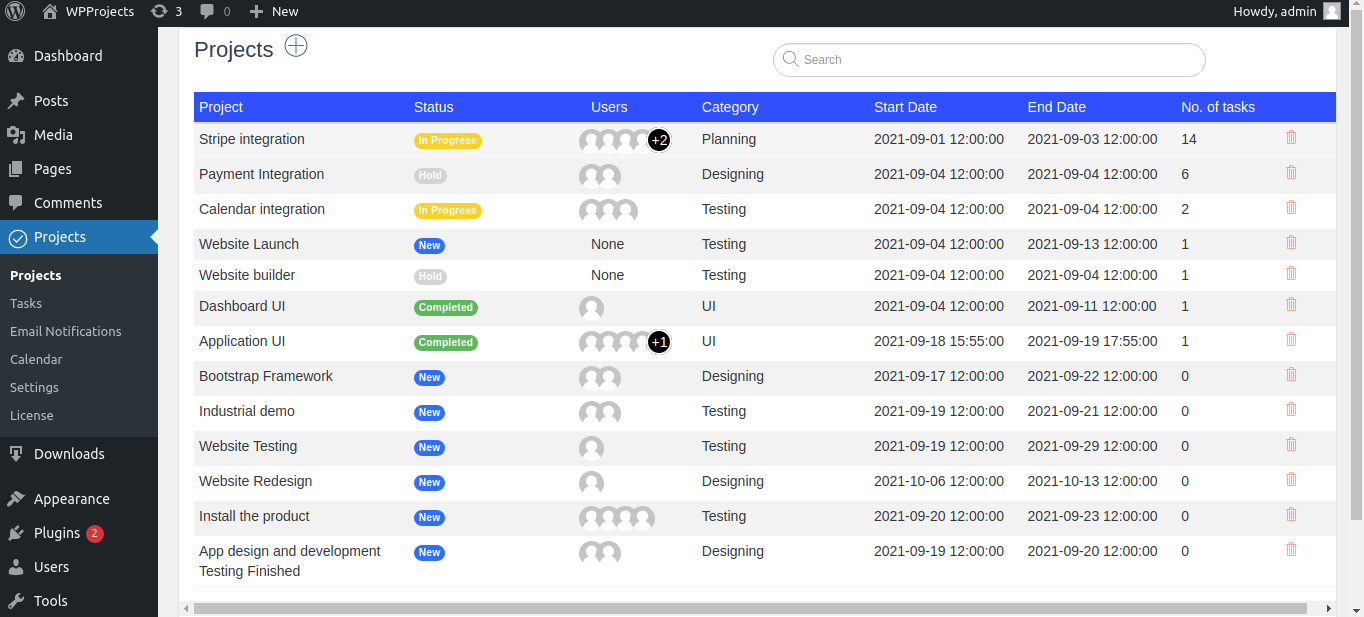 WPProjects 3 0 New Howdy, admin
Dashboard
Posts
Media
Pages
Comments
Projects
Projects
Tasks
Email Notifications
Calendar
Settings
License
Downloads
Appearance
Plugins 2
Users
Tools
Projects
Search
Project Status Users Category Start Date End Date No. of tasks
Stripe integration In Progress +2 Planning 2021-09-01 12:00:00 2021-09-03 12:00:00 14
Payment Integration Hold Designing 2021-09-04 12:00:00 2021-09-04 12:00:00 6
Calendar integration In Progress Testing 2021-09-04 12:00:00 2021-09-04 12:00:00 2
Website Launch New None Testing 2021-09-04 12:00:00 2021-09-13 12:00:00 1
Website builder Hold None Testing 2021-09-04 12:00:00 2021-09-04 12:00:00 1
Dashboard UI Completed UI 2021-09-04 12:00:00 2021-09-11 12:00:00 1
Application UI Completed +1 UI 2021-09-18 15:55:00 2021-09-19 17:55:00 1
Bootstrap Framework New Designing 2021-09-17 12:00:00 2021-09-22 12:00:00 0
Industrial demo New Testing 2021-09-19 12:00:00 2021-09-21 12:00:00 0
Website Testing New Testing 2021-09-19 12:00:00 2021-09-29 12:00:00 0
Website Redesign New Designing 2021-10-06 12:00:00 2021-10-13 12:00:00 0
Install the product New Testing 2021-09-20 12:00:00 2021-09-23 12:00:00 0
App design and development New Designing 2021-09-19 12:00:00 2021-09-20 12:00:00 0
Testing Finished